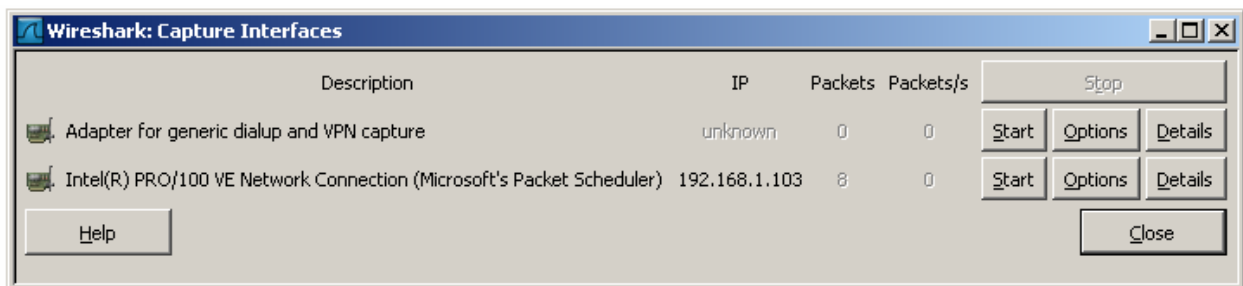 Wireshark: Capture Interfaces
Description IP Packets Packets/s Stop
Adapter for generic dialup and VPN capture unknown 0 0 Start Options Details
Intel(R) PRO/100 VE Network Connection (Microsoft's Packet Scheduler) 192.168.1.103 8 0 Start Options Details
Help Close